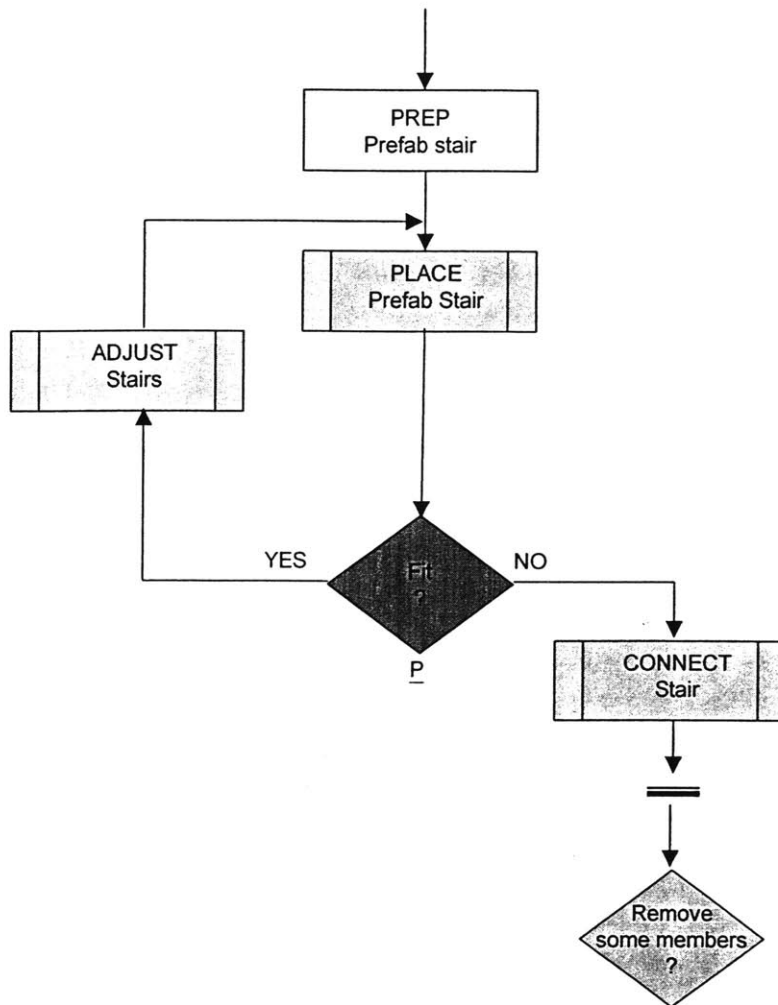 PREP
Prefab stair
PLACE
Prefab Stair
ADJUST
Stairs
YES
Fit
?
NO
P
CONNECT
Stair
Remove
some members
?